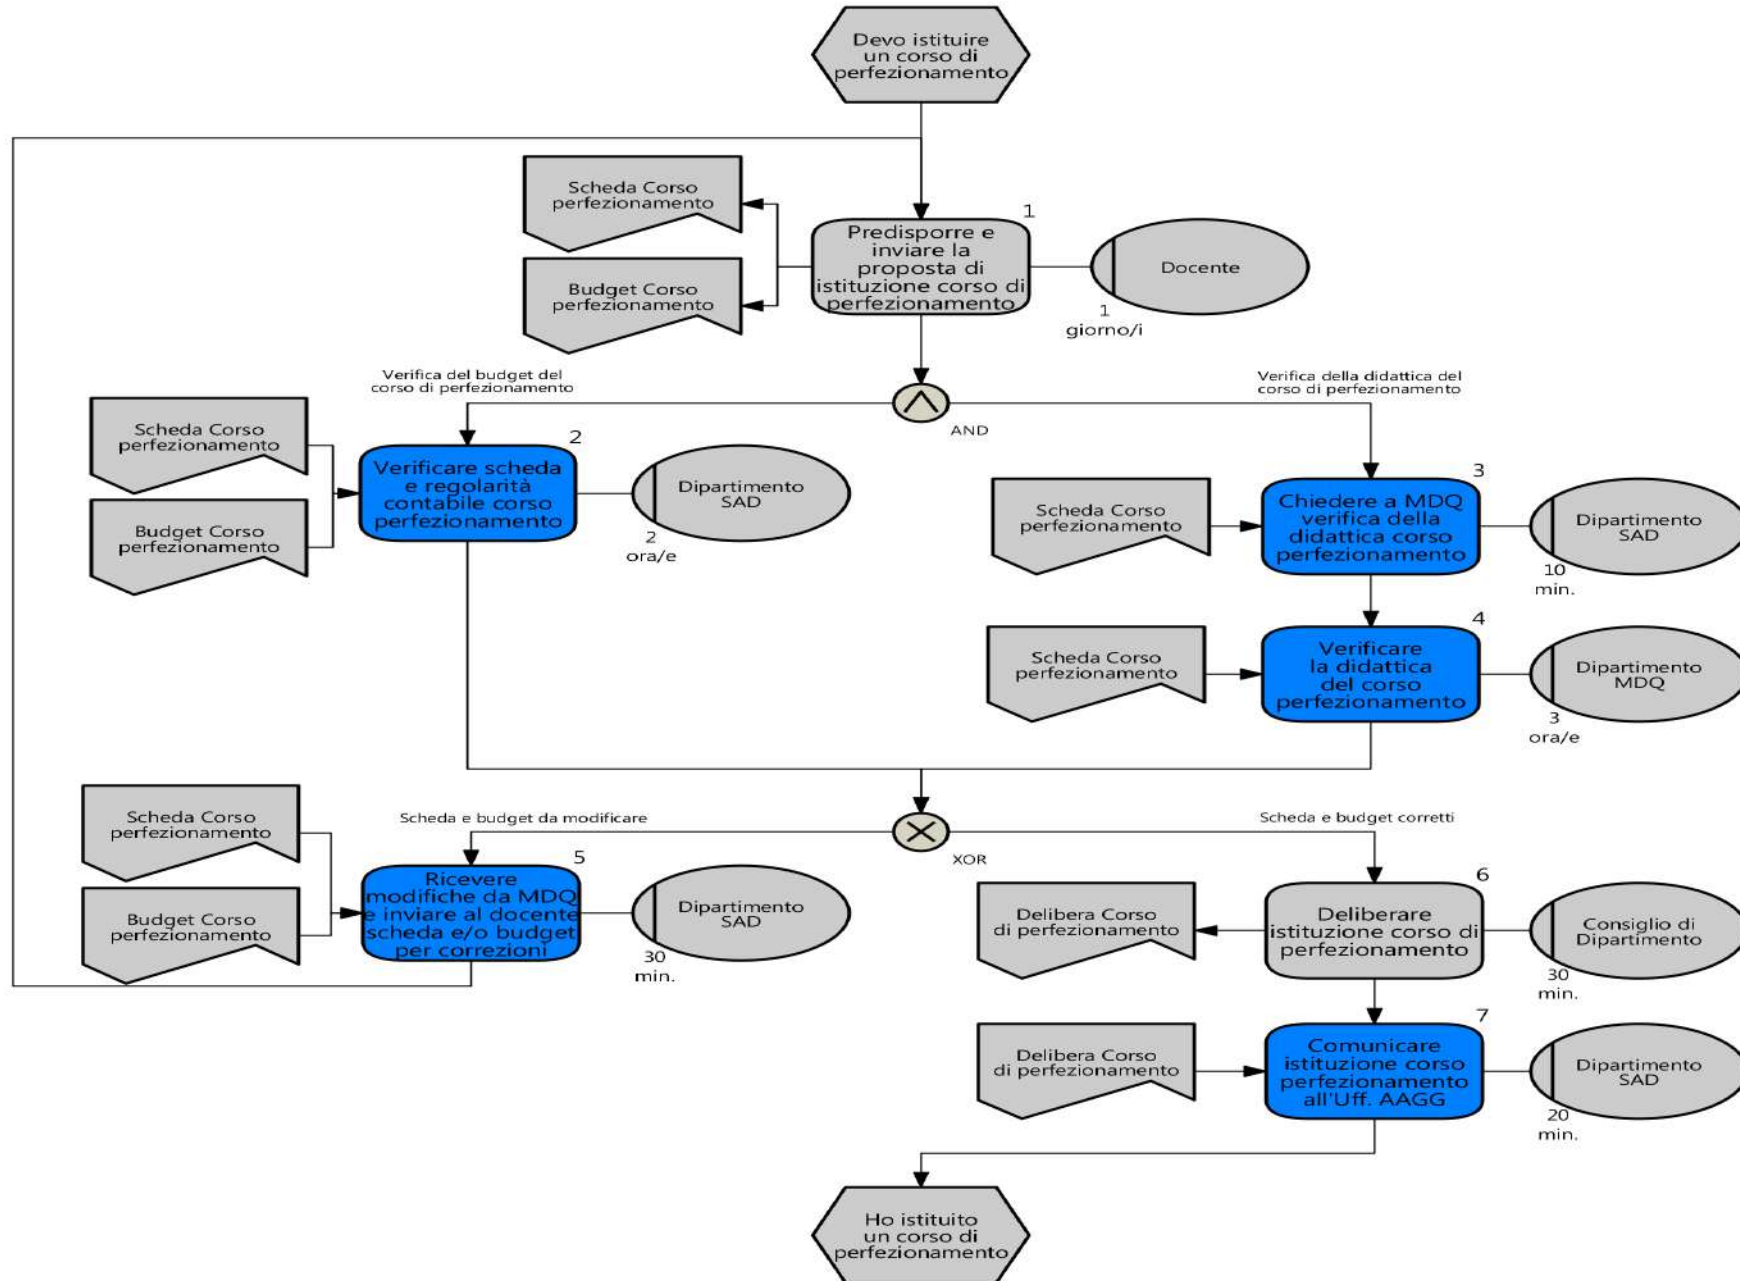 Devo istituire
un corso di
perfezionamento
Scheda Corso
perfezionamento
Budget Corso
perfezionamento
1
Predisporre e
inviare la
proposta di
istituzione corso di
perfezionamento
Docente
1
giorno/i
Verifica del budget del
corso di perfezionamento
Verifica della didattica del
corso di perfezionamento
AND
Scheda Corso
perfezionamento
Budget Corso
perfezionamento
2
Verificare scheda
e regolarità
contabile corso
perfezionamento
Dipartimento
SAD
2
ora/e
Scheda Corso
perfezionamento
3
Chiedere a MDQ
verifica della
didattica corso
perfezionamento
Dipartimento
SAD
10
min.
Scheda Corso
perfezionamento
4
Verificare
la didattica
del corso
perfezionamento
Dipartimento
MDQ
3
ora/e
Scheda e budget da modificare
Scheda e budget corretti
XOR
Scheda Corso
perfezionamento
Budget Corso
perfezionamento
5
Ricevere
modifiche da MDQ
e inviare al docente
scheda e/o budget
per correzioni
Dipartimento
SAD
30
min.
Delibera Corso
di perfezionamento
6
Deliberare
istituzione corso di
perfezionamento
Consiglio di
Dipartimento
30
min.
Delibera Corso
di perfezionamento
7
Comunicare
istituzione corso
perfezionamento
all'Uff. AAGG
Dipartimento
SAD
20
min.
Ho istituito
un corso di
perfezionamento